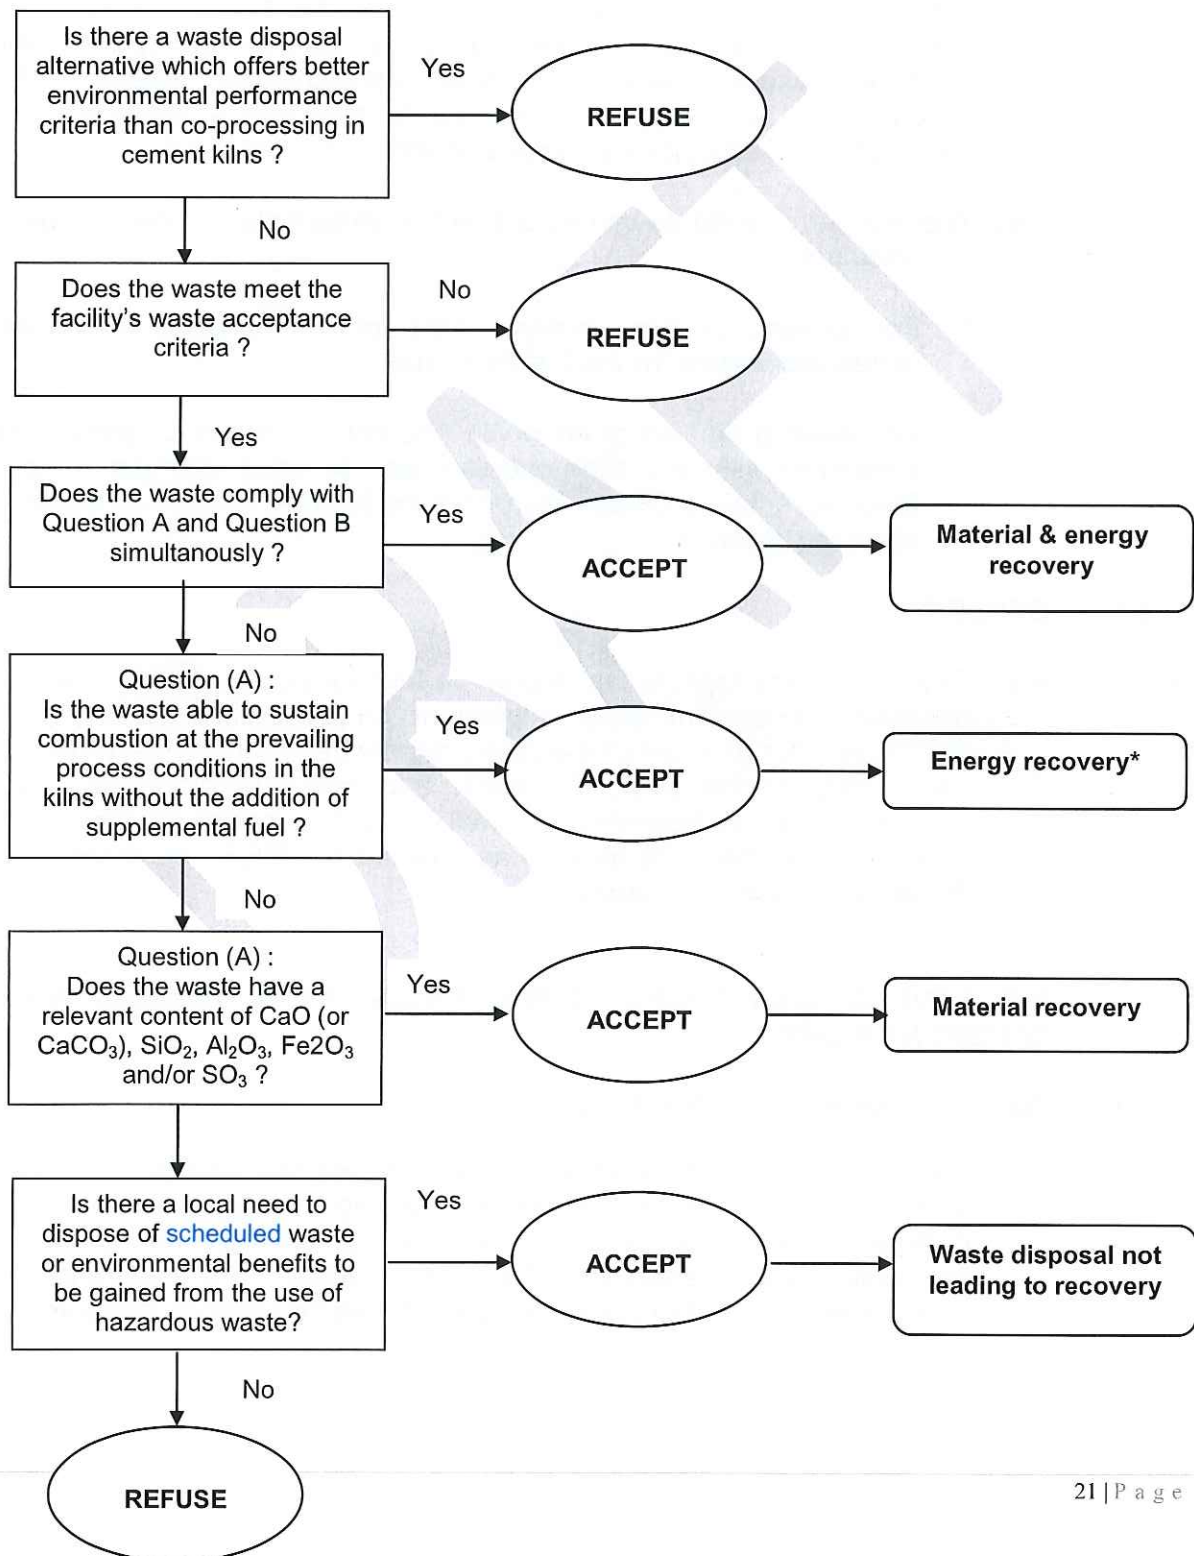 Is there a waste disposal
alternative which offers better
environmental performance
criteria than co-processing in
cement kilns ?
Yes
REFUSE
No
Does the waste meet the
facility's waste acceptance
criteria ?
No
REFUSE
Yes
Does the waste comply with
Question A and Question B
simultanously ?
Yes
ACCEPT
Material & energy
recovery
No
Question (A) :
Is the waste able to sustain
combustion at the prevailing
process conditions in the
kilns without the addition of
supplemental fuel ?
Yes
ACCEPT
Energy recovery*
No
Question (A) :
Does the waste have a
relevant content of CaO (or
CaCO₃), SiO₂, Al₂O₃, Fe2O₃
and/or SO₃ ?
Yes
ACCEPT
Material recovery
Is there a local need to
dispose of scheduled waste
or environmental benefits to
be gained from the use of
hazardous waste?
Yes
ACCEPT
Waste disposal not
leading to recovery
No
REFUSE
21 | P a g e
DRAFT